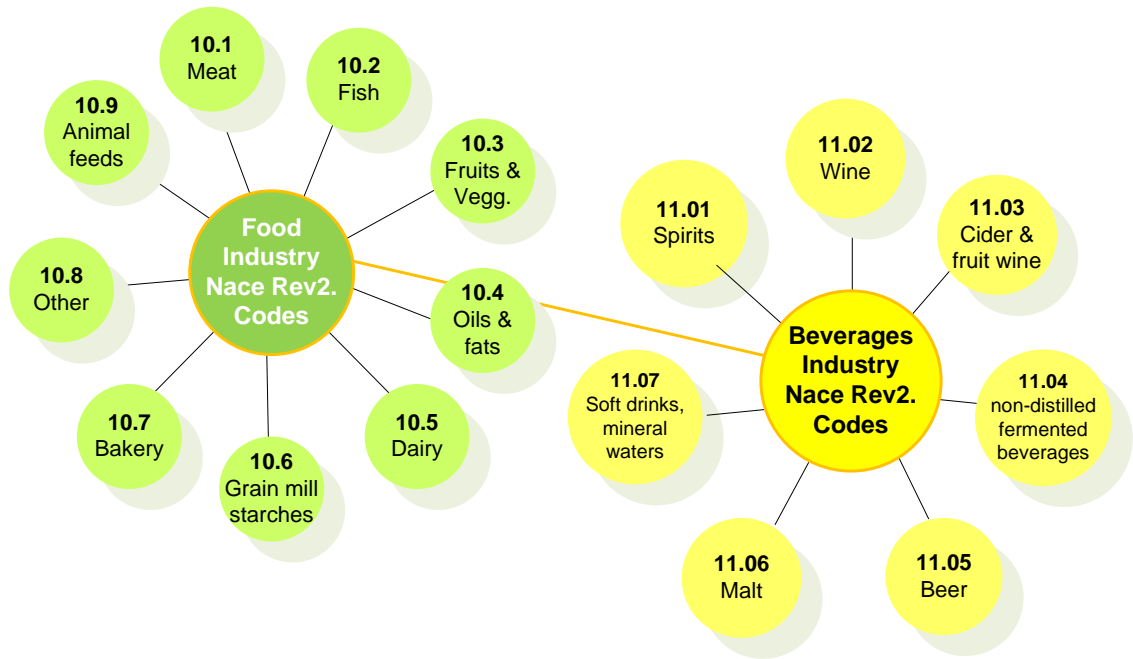 10.1
Meat
10.2
Fish
10.3
Fruits &
Vegg.
10.4
Oils &
fats
10.5
Dairy
10.6
Grain mill
starches
10.7
Bakery
10.8
Other
10.9
Animal
feeds
Food
Industry
Nace Rev2.
Codes
11.01
Spirits
11.02
Wine
11.03
Cider &
fruit wine
11.04
non-distilled
fermented
beverages
11.05
Beer
11.06
Malt
11.07
Soft drinks,
mineral
waters
Beverages
Industry
Nace Rev2.
Codes